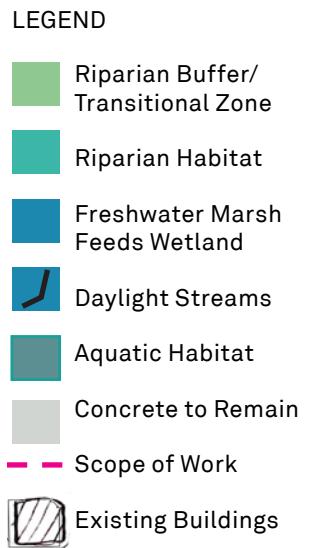 LEGEND
Riparian Buffer/
Transitional Zone
Riparian Habitat
Freshwater Marsh
Feeds Wetland
Daylight Streams
Aquatic Habitat
Concrete to Remain
Scope of Work
Existing Buildings